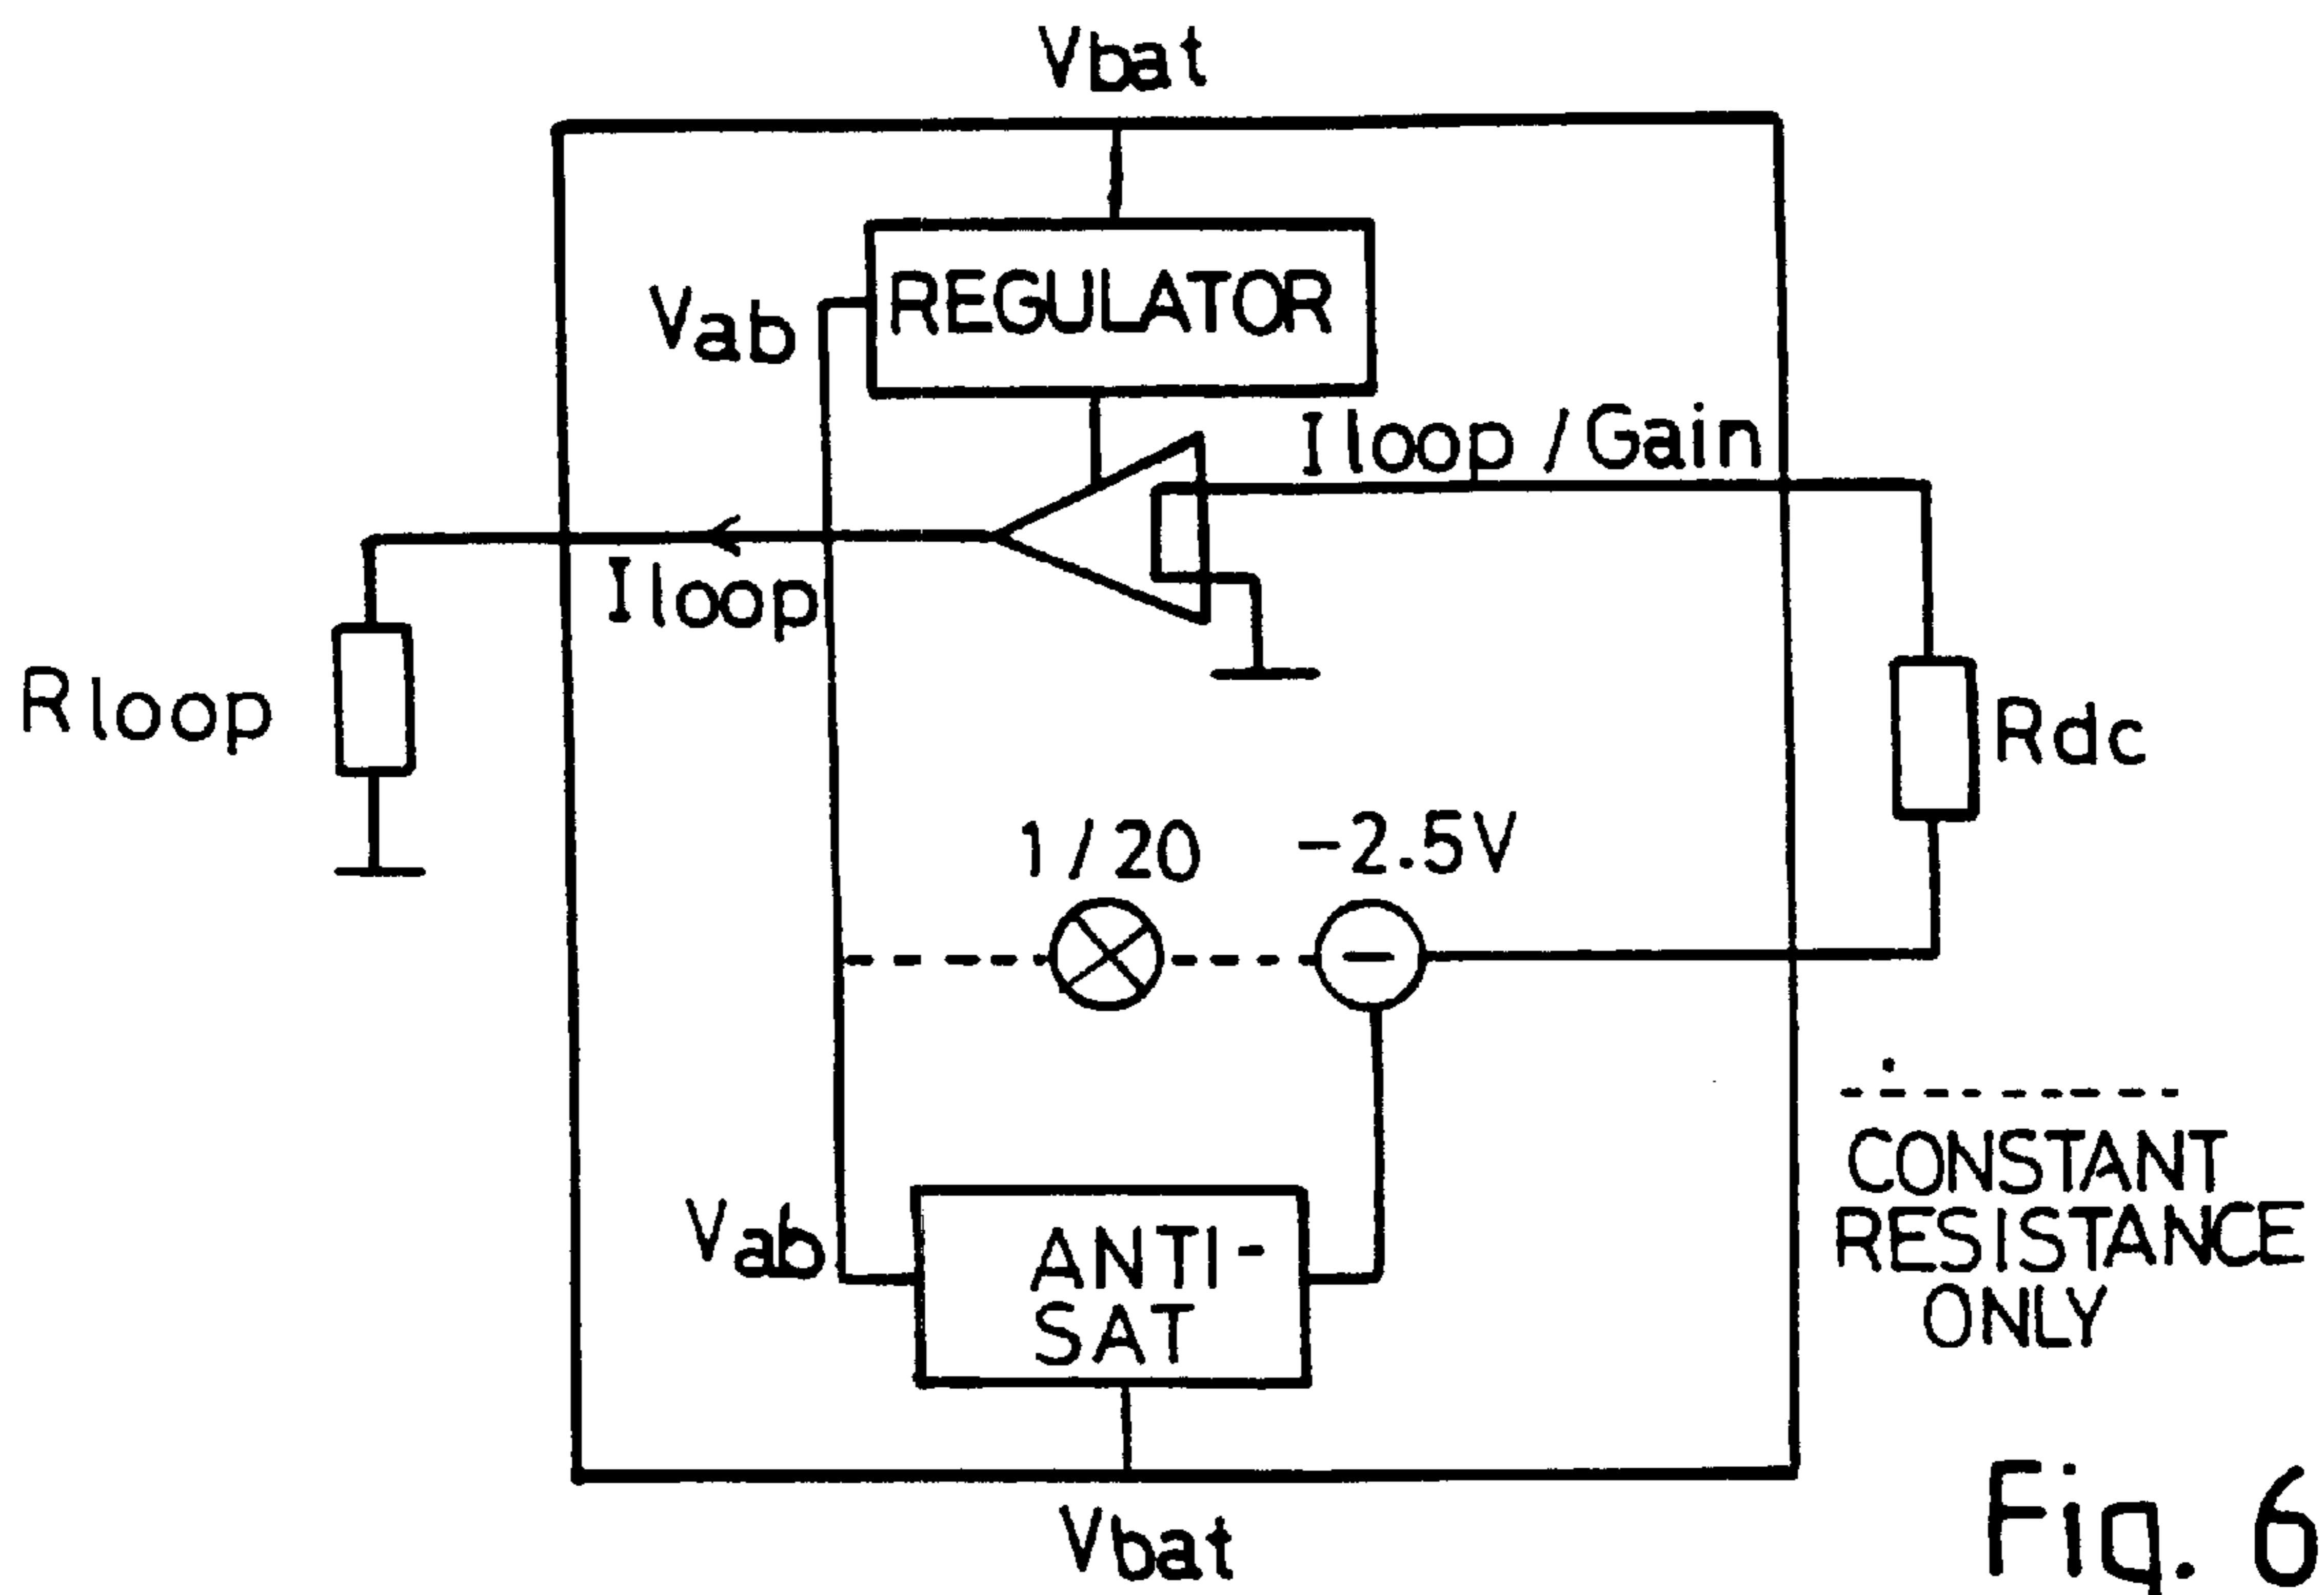 Vbat
REGULATOR
Vab
Iloop/Gain
Iloop
Rloop
Rdc
1/20
-2.5V
CONSTANT
RESISTANCE
ONLY
Vab
ANTI-
SAT
Vbat
Fig. 6